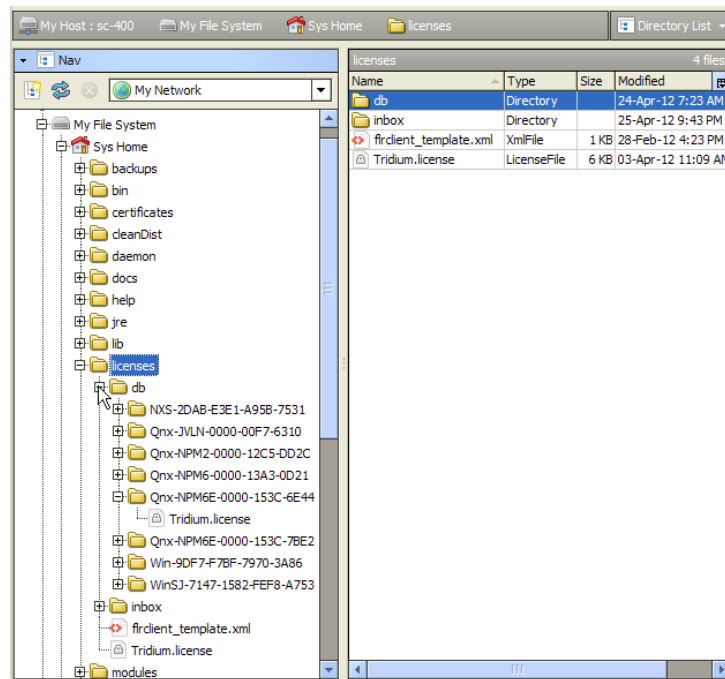 My Host : sc-400 My File System Sys Home licenses Directory List
Nav
My Network
My File System
Sys Home
backups
bin
certificates
cleanDist
daemon
docs
help
jre
lib
licenses
db
NXS-2DAB-E3E1-A95B-7531
Qnx-JVLN-0000-00F7-6310
Qnx-NPM2-0000-12C5-DD2C
Qnx-NPM6-0000-13A3-0D21
Qnx-NPM6E-0000-153C-6E44
Tridium.license
Qnx-NPM6E-0000-153C-7BE2
Win-9DF7-F7BF-7970-3A86
WinSJ-7147-1582-FEF8-A753
inbox
flrclient_template.xml
Tridium.license
modules
licenses 4 files
Name Type Size Modified
db Directory 24-Apr-12 7:23 AM
inbox Directory 25-Apr-12 9:43 PM
flrclient_template.xml XmlFile 1 KB 28-Feb-12 4:23 PM
Tridium.license LicenseFile 6 KB 03-Apr-12 11:09 AM